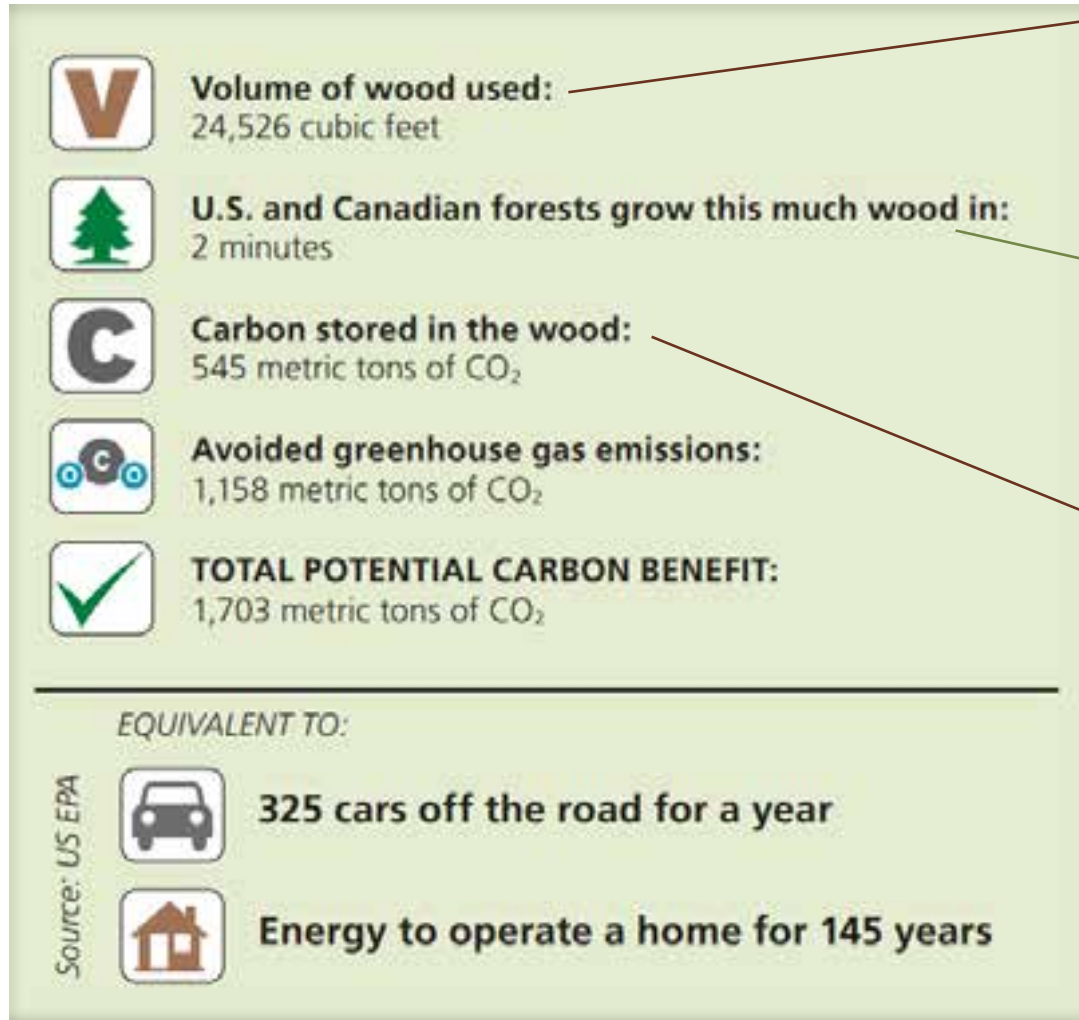 V
Volume of wood used:
24,526 cubic feet
U.S. and Canadian forests grow this much wood in:
2 minutes
C
Carbon stored in the wood:
545 metric tons of CO₂
O C O
Avoided greenhouse gas emissions:
1,158 metric tons of CO₂
TOTAL POTENTIAL CARBON BENEFIT:
1,703 metric tons of CO₂
EQUIVALENT TO:
Source: US EPA
325 cars off the road for a year
Energy to operate a home for 145 years